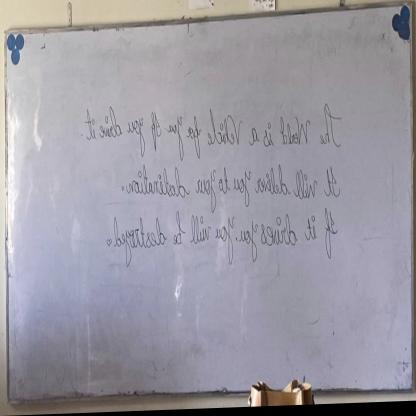 The World is a Vehicle for you If you drive it.
It will deliver you to your destination.
If it drives you, you will be destroyed.